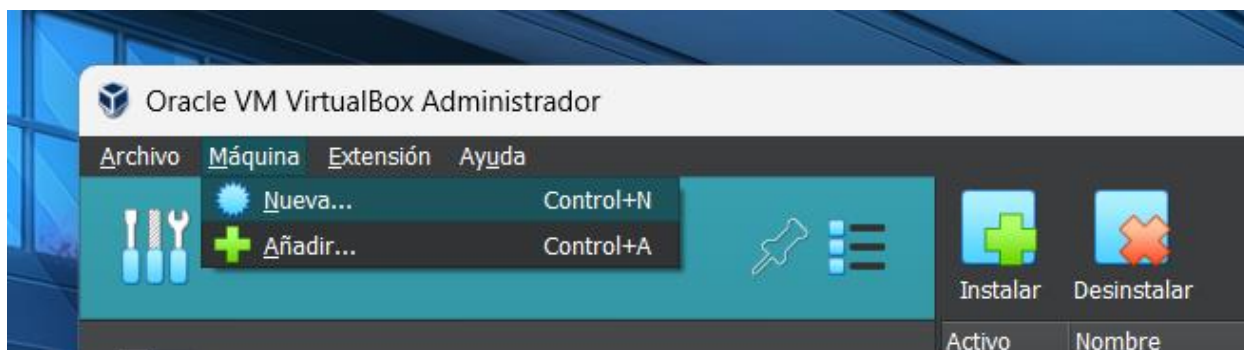 Oracle VM VirtualBox Administrador
Archivo Máquina Extensión Ayuda
Nueva... Control+N
Añadir... Control+A
Instalar Desinstalar
Activo Nombre